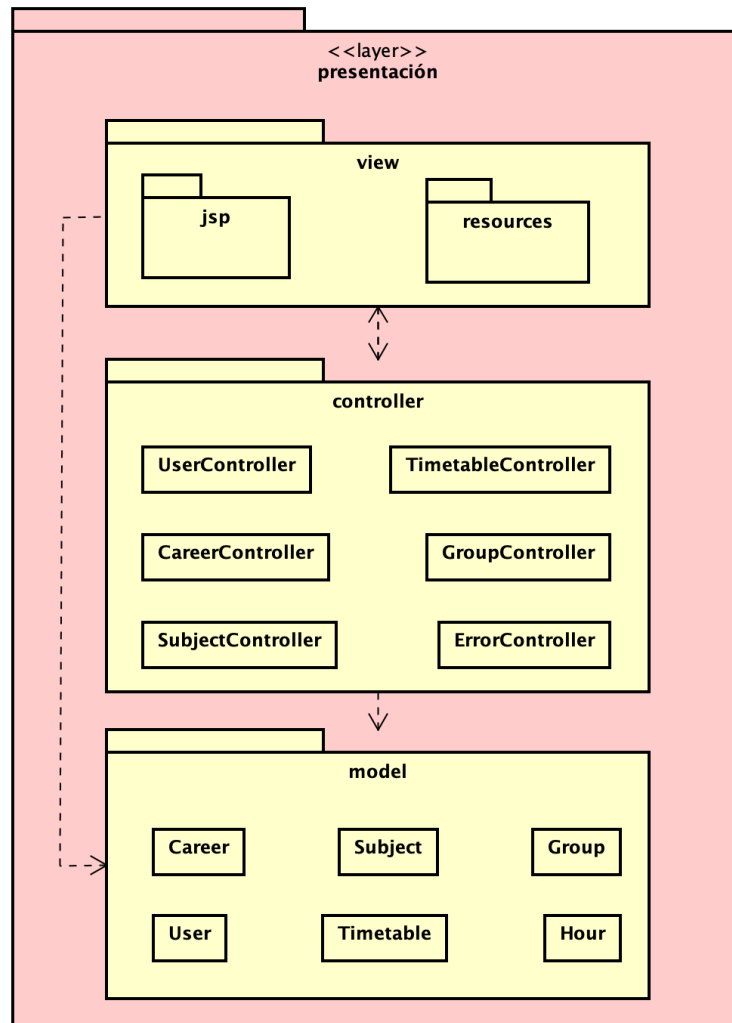 <<layer>>
presentación
view
jsp
resources
controller
UserController
TimetableController
CareerController
GroupController
SubjectController
ErrorController
model
Career
Subject
Group
User
Timetable
Hour